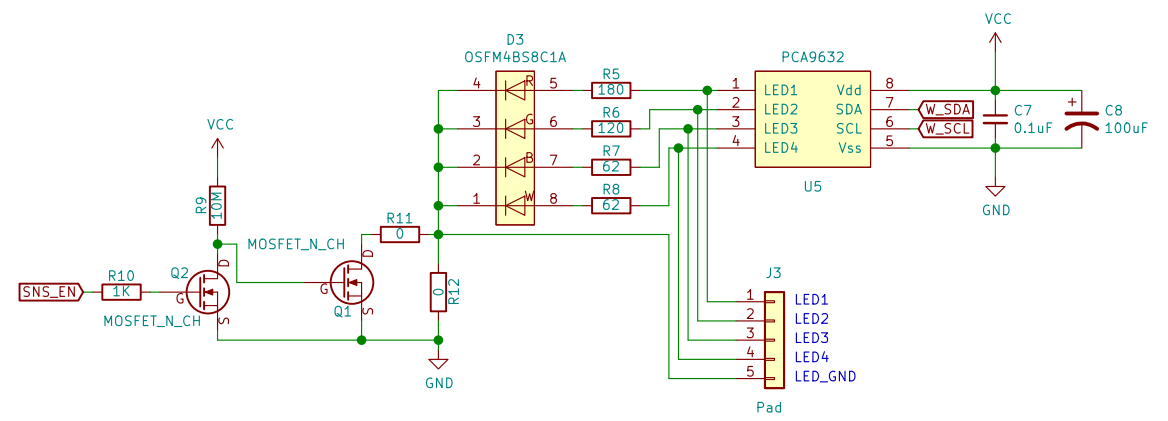 VCC
D3
OSFM4BS8C1A
PCA9632
4
R
5
R5
180
1
LED1
Vdd
8
R6
2
LED2
SDA
7
W_SDA
C7
0.1uF
+
C8
100uF
3
G
6
120
3
LED3
SCL
6
W_SCL
R7
4
LED4
Vss
5
2
B
7
62
U5
R8
1
W
8
62
GND
VCC
R9
10M
R11
0
MOSFET_N_CH
D
Q2
D
G
S
R10
1K
SNS_EN
MOSFET_N_CH
G
S
Q1
0
R12
GND
J3
1
LED1
2
LED2
3
LED3
4
LED4
5
LED_GND
Pad